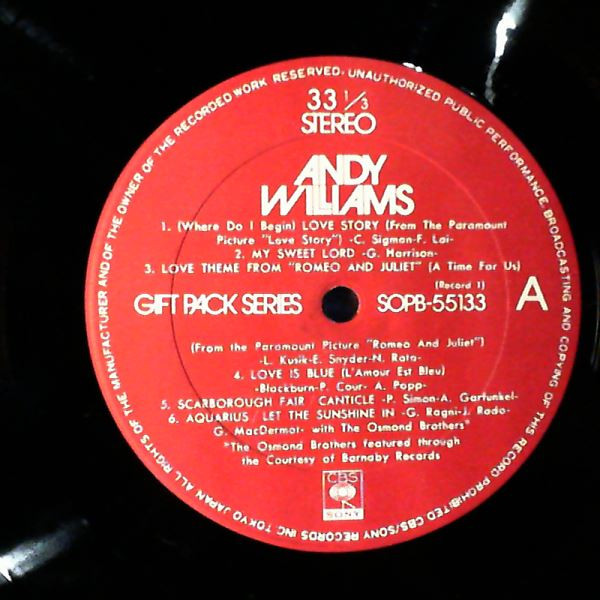 33 1/3
STEREO
ANDY
WILLIAMS
1. (Where Do I Begin) LOVE STORY (From The Paramount
Picture "Love Story") -C. Sigman-F. Lai-
2. MY SWEET LORD -G. Harrison-
3. LOVE THEME FROM "ROMEO AND JULIET" (A Time For Us)
(Record 1)
GIFT PACK SERIES SOPB-55133 A
(From the Paramount Picture "Romeo And Juliet")
-L. Kusik-E. Snyder-N. Rota-
4. LOVE IS BLUE (L'Amour Est Bleu)
-Blackburn-P. Cour- A. Popp-
5. SCARBOROUGH FAIR / CANTICLE -P. Simon-A. Garfunkel-
6. AQUARIUS / LET THE SUNSHINE IN -G. Ragni-J. Rado-
G. MacDermot- with The Osmond Brothers*
*The Osmond Brothers featured through
the Courtesy of Barnaby Records
CBS
SONY
ALL RIGHTS OF THE MANUFACTURER AND OF THE OWNER OF THE RECORDED WORK RESERVED· UNAUTHORIZED PUBLIC PERFORMANCE, BROADCASTING AND COPYING OF THIS RECORD PROHIBITED CBS/SONY RECORDS INC TOKYO JAPAN